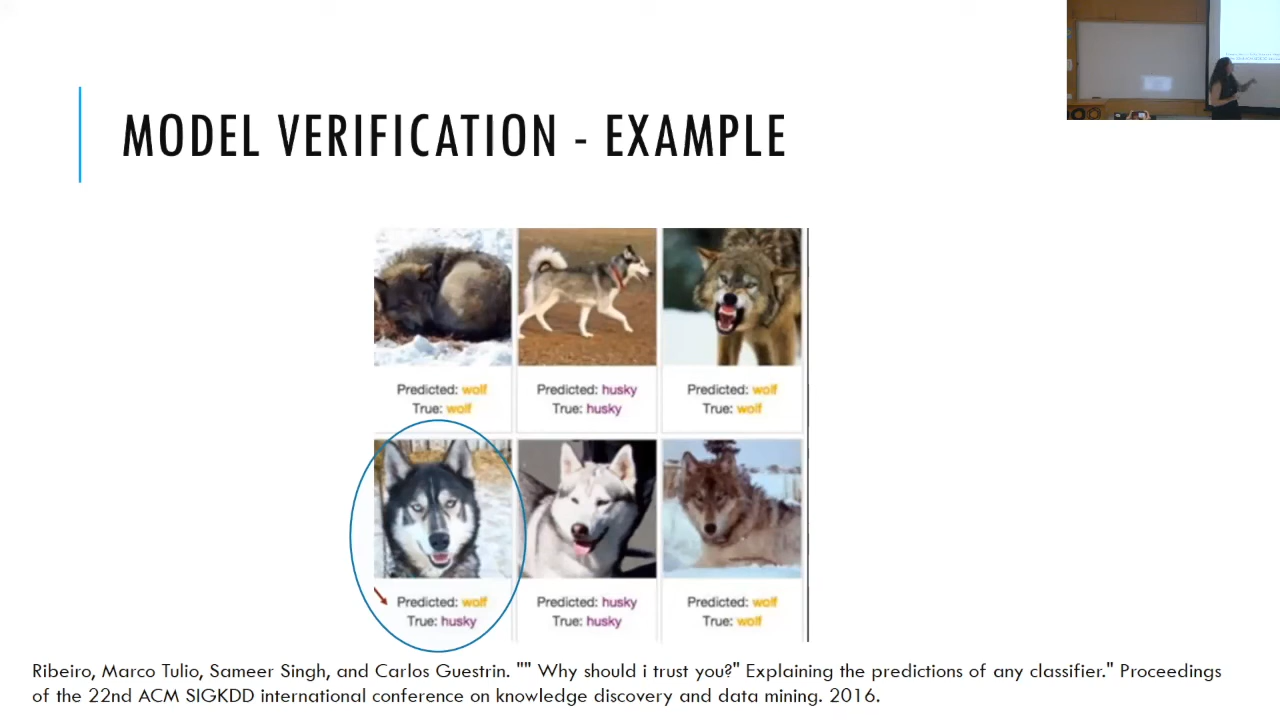 MODEL VERIFICATION - EXAMPLE
Predicted: wolf
True: wolf
Predicted: husky
True: husky
Predicted: wolf
True: wolf
Predicted: wolf
True: husky
Predicted: husky
True: husky
Predicted: wolf
True: wolf
Ribeiro, Marco Tulio, Sameer Singh, and Carlos Guestrin. "" Why should i trust you?" Explaining the predictions of any classifier." Proceedings
of the 22nd ACM SIGKDD international conference on knowledge discovery and data mining. 2016.